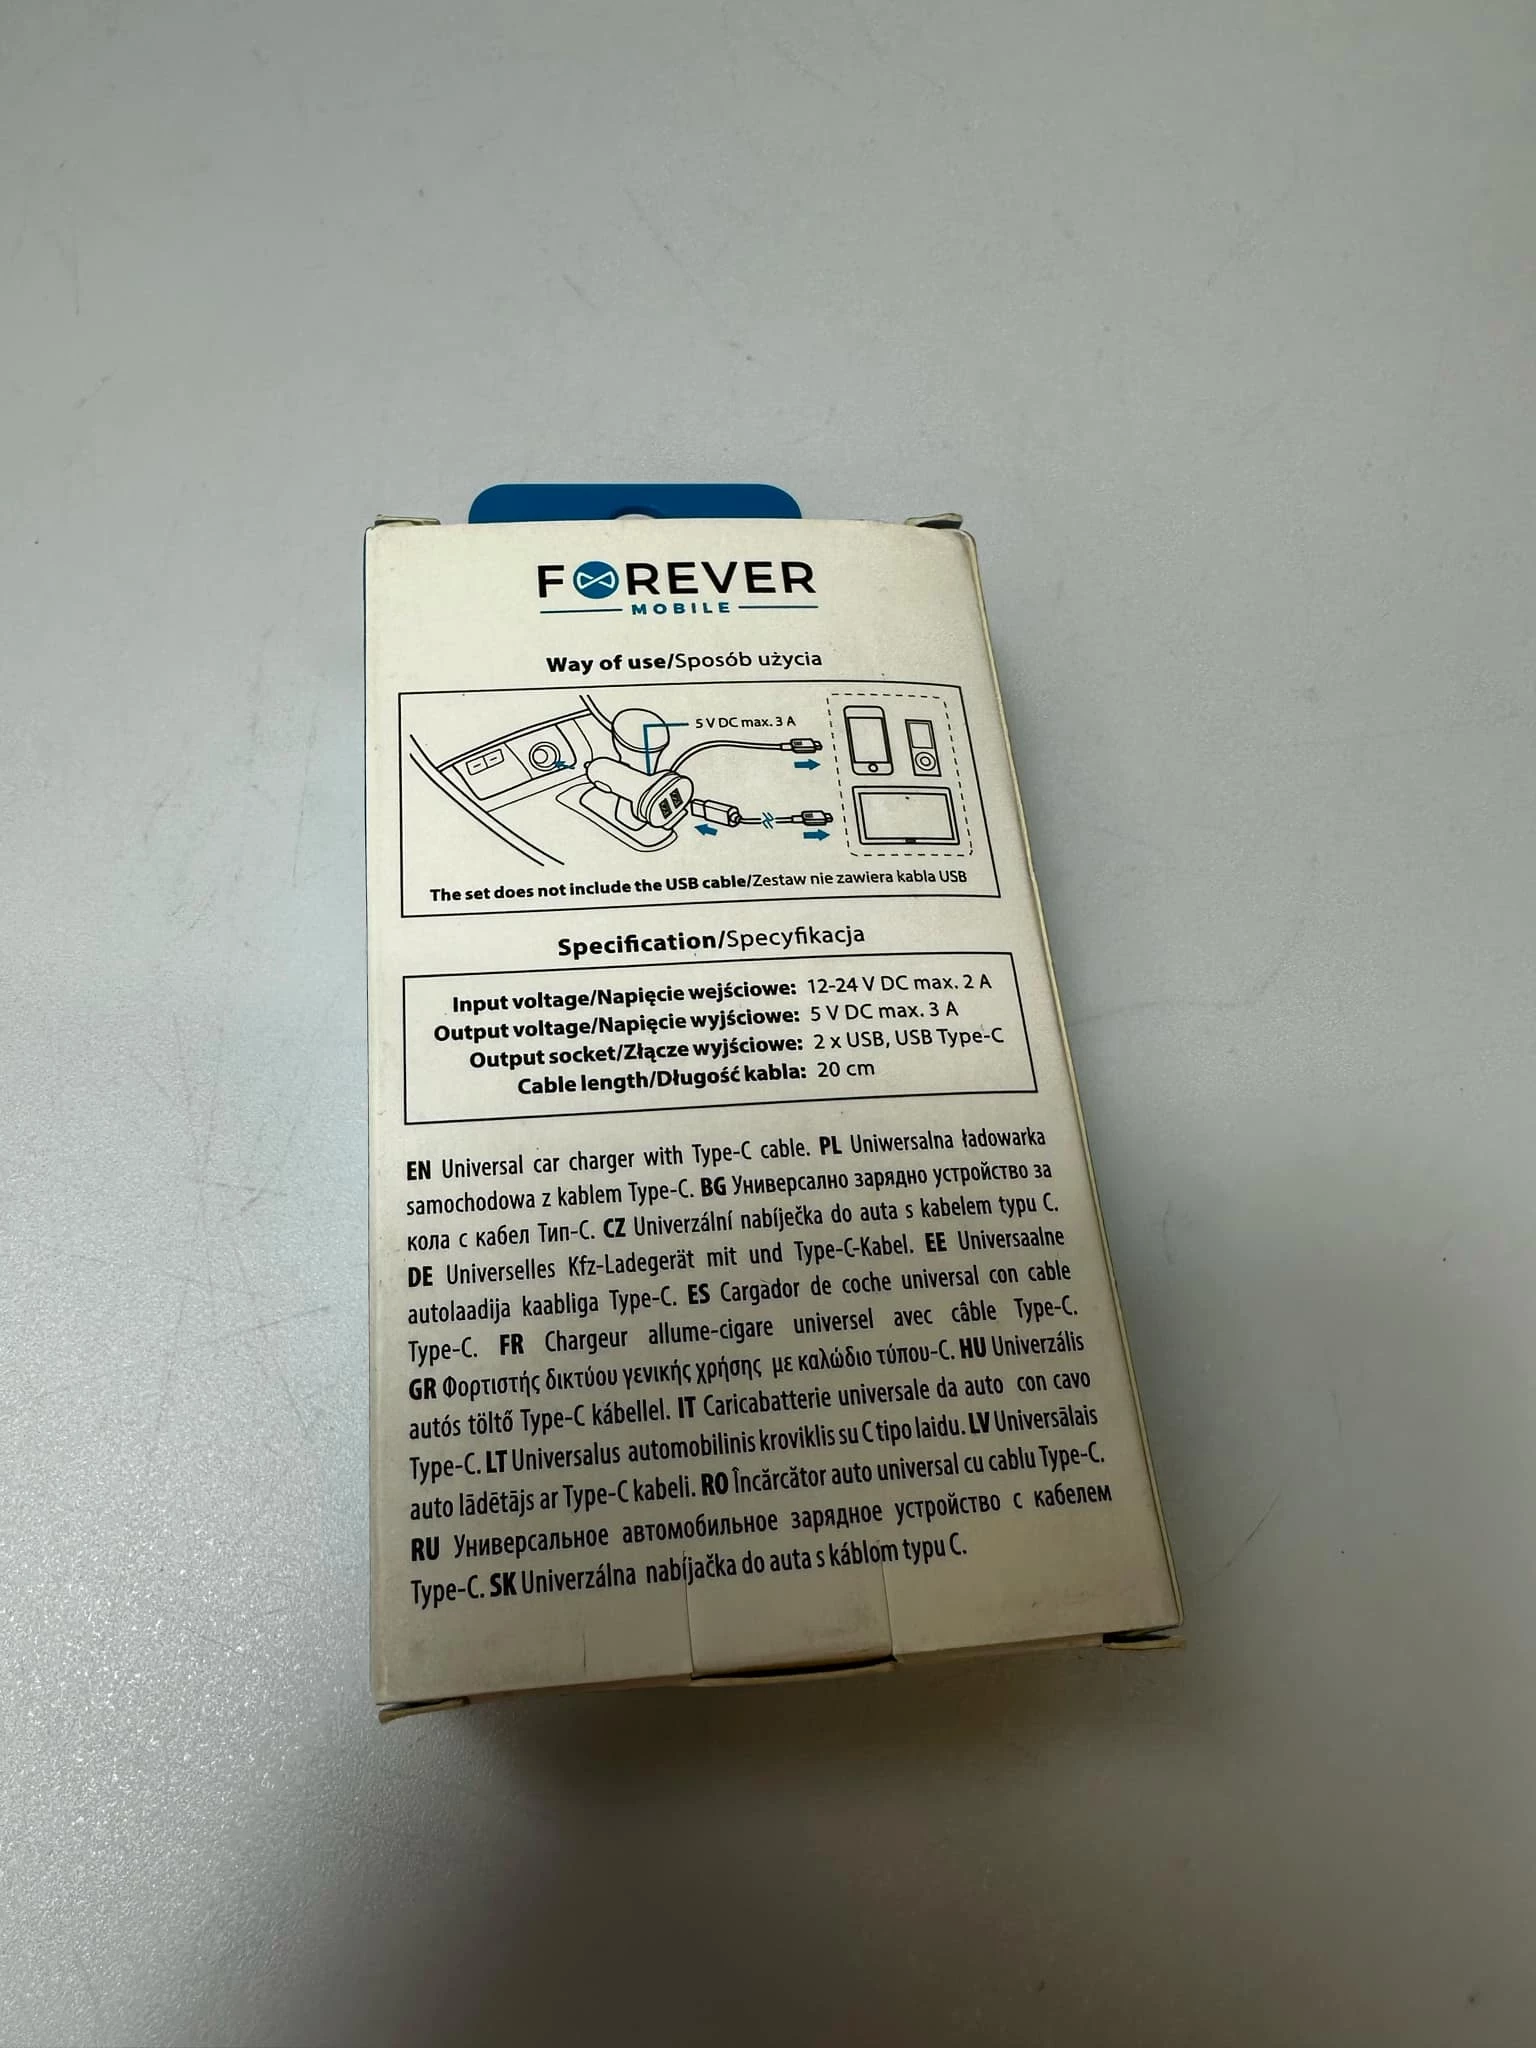 FOREVER
MOBILE
Way of use/Sposób użycia
5 V DC max. 3 A
The set does not include the USB cable/Zestaw nie zawiera kabla USB
Specification/Specyfikacja
Input voltage/Napięcie wejściowe: 12-24 V DC max. 2 A
Output voltage/Napięcie wyjściowe: 5 V DC max. 3 A
Output socket/Złącze wyjściowe: 2 x USB, USB Type-C
Cable length/Długość kabla: 20 cm
EN Universal car charger with Type-C cable. PL Uniwersalna ładowarka
samochodowa z kablem Type-C. BG Универсално зарядно устройство за
кола с кабел Тип-C. CZ Univerzální nabíječka do auta s kabelem typu C.
DE Universelles Kfz-Ladegerät mit und Type-C-Kabel. EE Universaalne
autolaadija kaabliga Type-C. ES Cargador de coche universal con cable
Type-C. FR Chargeur allume-cigare universel avec câble Type-C.
GR Φορτιστής δικτύου γενικής χρήσης με καλώδιο τύπου-C. HU Univerzális
autós töltő Type-C kábellel. IT Caricabatterie universale da auto con cavo
Type-C. LT Universalus automobilinis kroviklis su C tipo laidu. LV Universālais
auto lādētājs ar Type-C kabeli. RO Încărcător auto universal cu cablu Type-C.
RU Универсальное автомобильное зарядное устройство с кабелем
Type-C. SK Univerzálna nabíjačka do auta s káblom typu C.